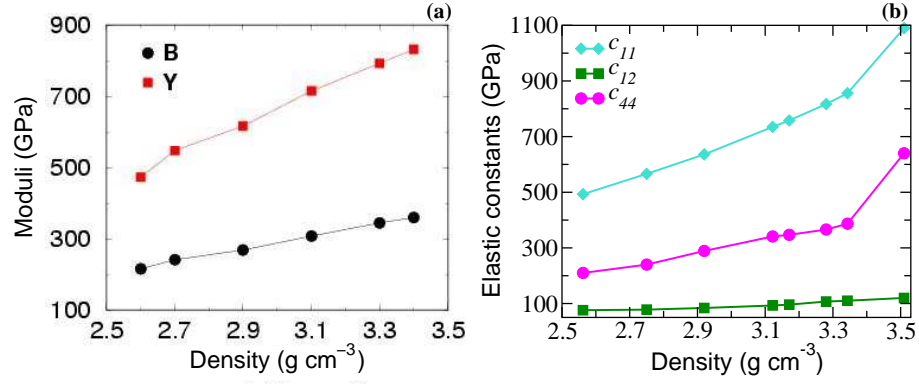 (a)
900
700
500
300
100
B
Y
Moduli (GPa)
2.5 2.7 2.9 3.1 3.3 3.5
Density (g cm⁻³)
(b)
1100
900
700
500
300
100
c₁₁
c₁₂
c₄₄
Elastic constants (GPa)
2.5 2.7 2.9 3.1 3.3 3.5
Density (g cm⁻³)